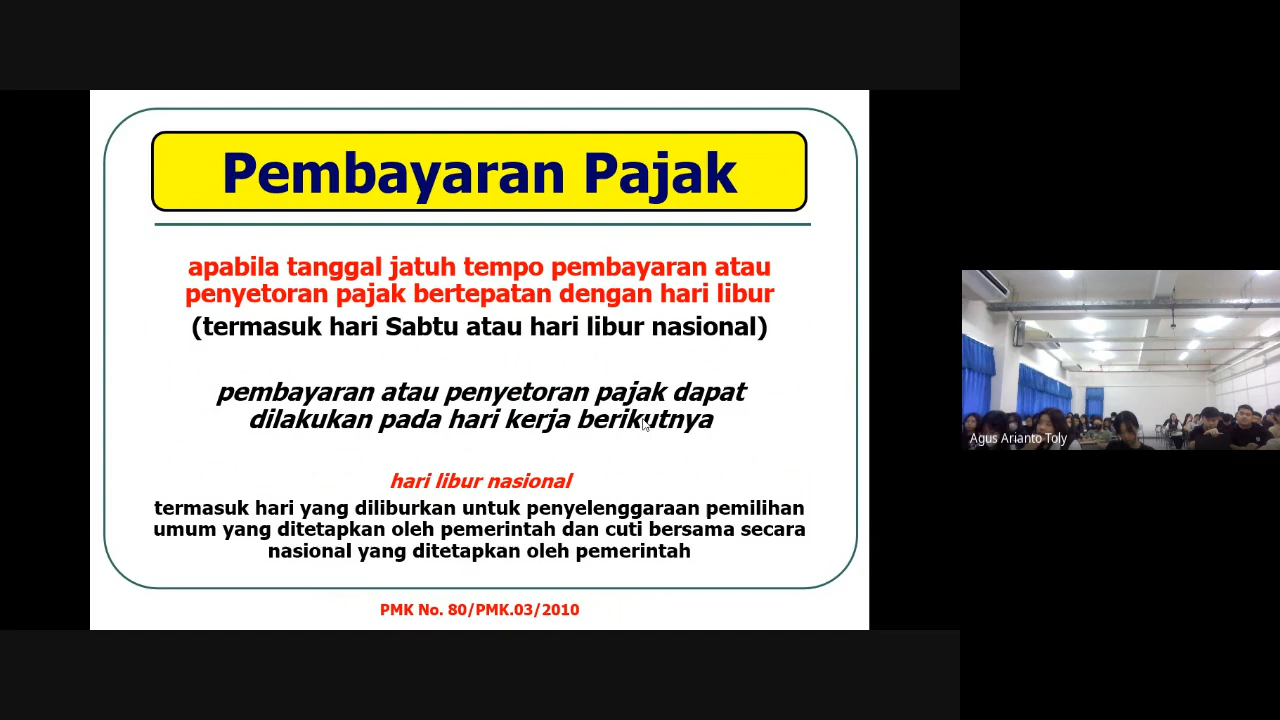 Pembayaran Pajak
apabila tanggal jatuh tempo pembayaran atau
penyetoran pajak bertepatan dengan hari libur
(termasuk hari Sabtu atau hari libur nasional)
pembayaran atau penyetoran pajak dapat
dilakukan pada hari kerja berikutnya
hari libur nasional
termasuk hari yang diliburkan untuk penyelenggaraan pemilihan
umum yang ditetapkan oleh pemerintah dan cuti bersama secara
nasional yang ditetapkan oleh pemerintah
PMK No. 80/PMK.03/2010
Agus Arianto Toly